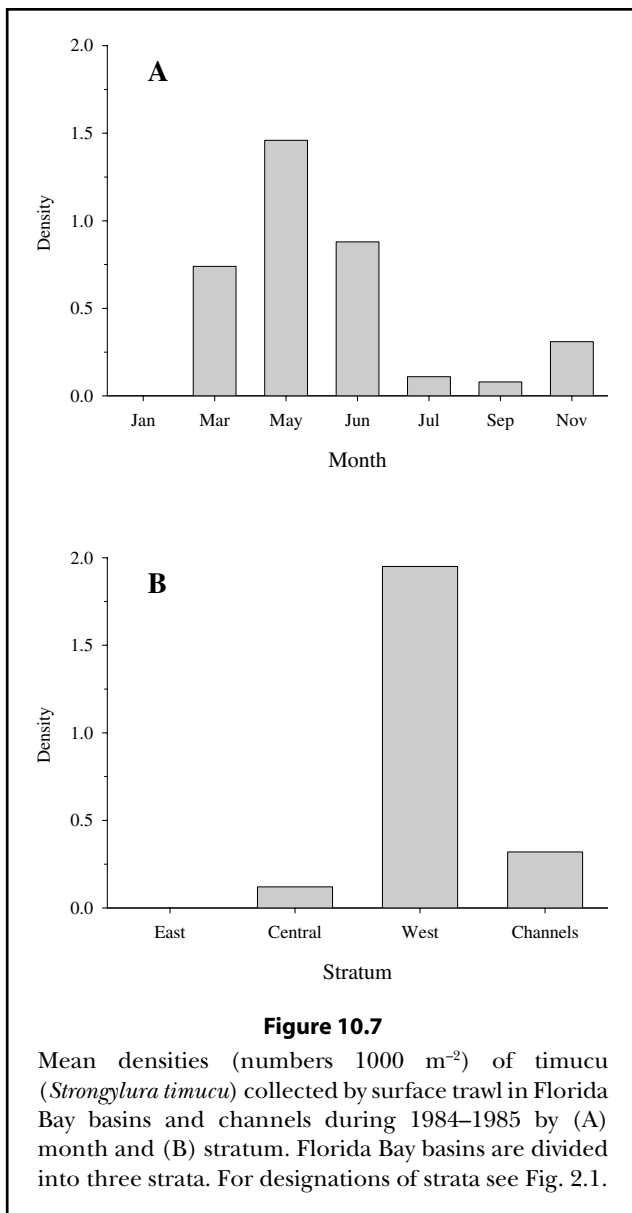 2.0
A
1.5
1.0
0.5
0.0
Density
Jan Mar May Jun Jul Sep Nov
Month
2.0
B
1.5
1.0
0.5
0.0
Density
East Central West Channels
Stratum
Figure 10.7
Mean densities (numbers 1000 m⁻²) of timucu
(Strongylura timucu) collected by surface trawl in Florida
Bay basins and channels during 1984–1985 by (A)
month and (B) stratum. Florida Bay basins are divided
into three strata. For designations of strata see Fig. 2.1.